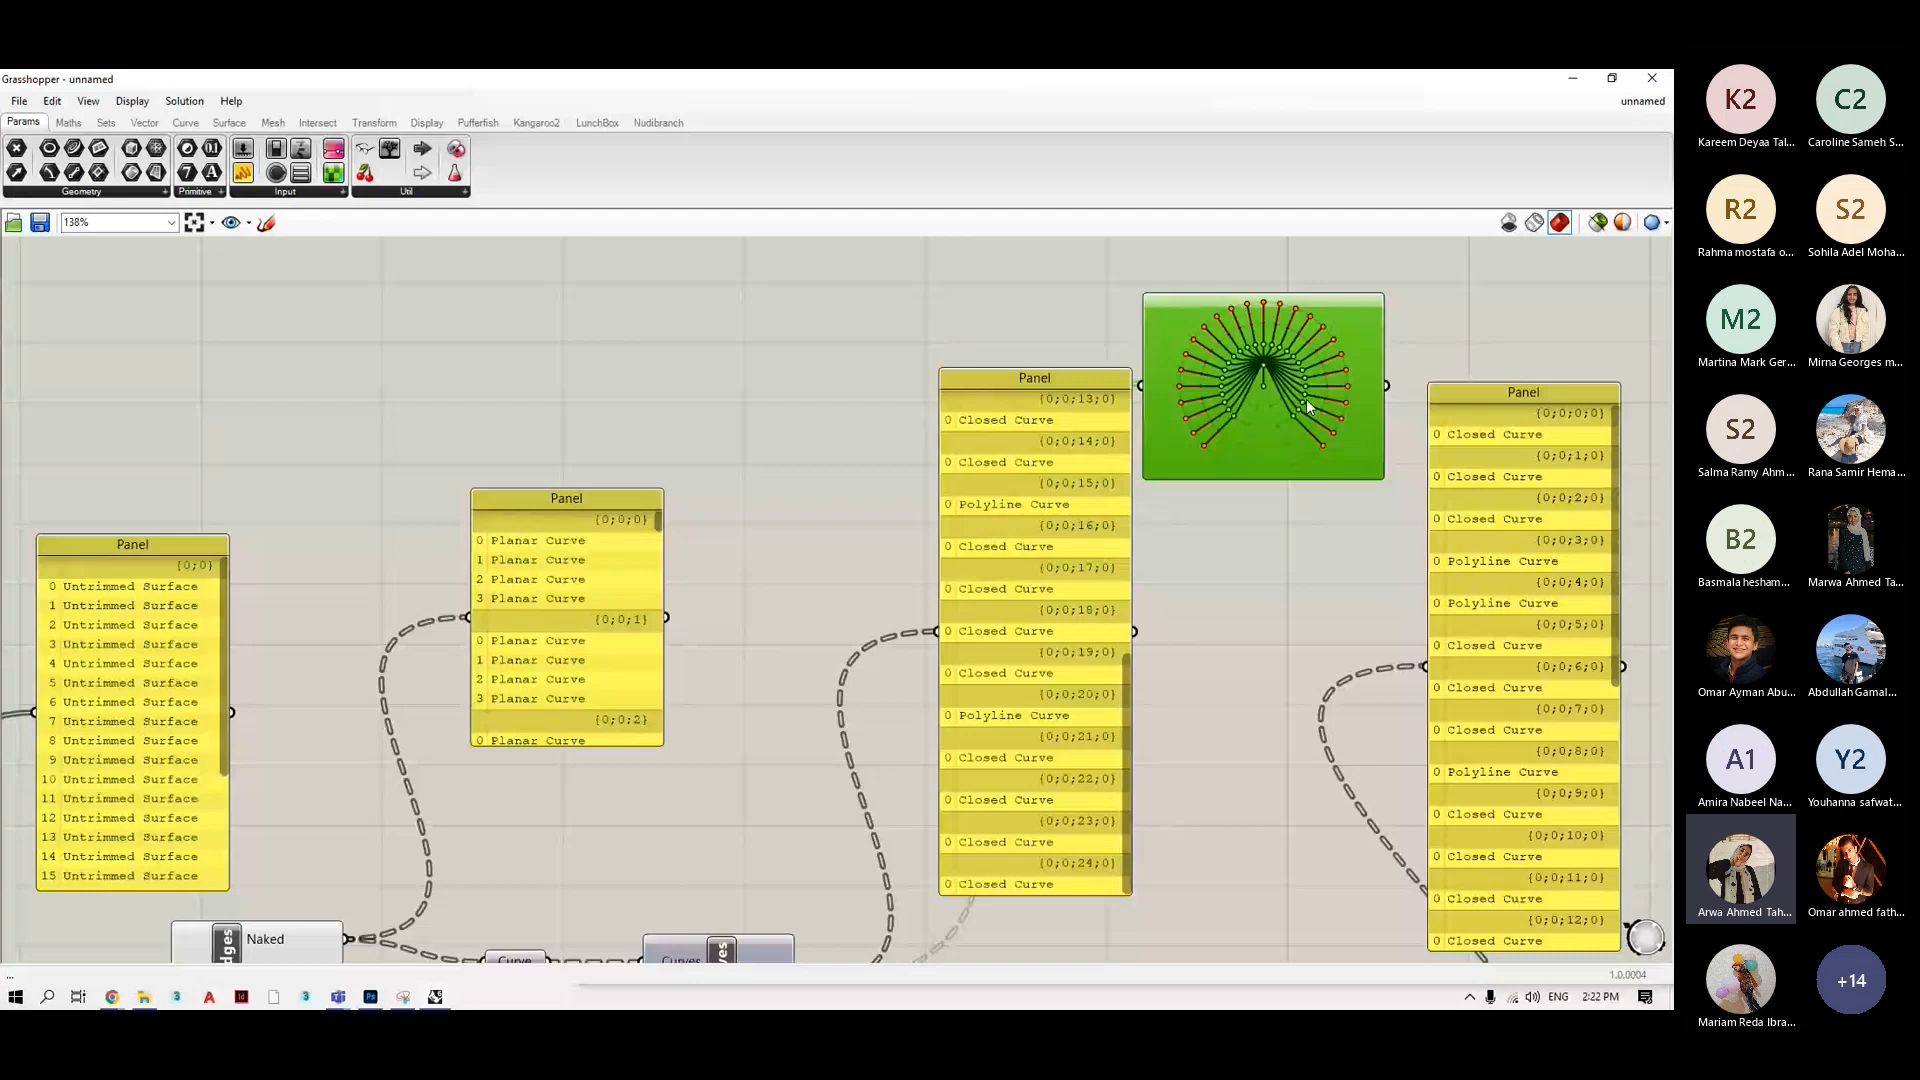 Grasshopper - unnamed
File Edit View Display Solution Help
unnamed
Params Maths Sets Vector Curve Surface Mesh Intersect Transform Display Pufferfish Kangaroo2 LunchBox Nudibranch
Geometry Primitive Input Util
138%
Panel
{0;0}
0 Untrimmed Surface
1 Untrimmed Surface
2 Untrimmed Surface
3 Untrimmed Surface
4 Untrimmed Surface
5 Untrimmed Surface
6 Untrimmed Surface
7 Untrimmed Surface
8 Untrimmed Surface
9 Untrimmed Surface
10 Untrimmed Surface
11 Untrimmed Surface
12 Untrimmed Surface
13 Untrimmed Surface
14 Untrimmed Surface
15 Untrimmed Surface
Panel
{0;0;0}
0 Planar Curve
1 Planar Curve
2 Planar Curve
3 Planar Curve
{0;0;1}
0 Planar Curve
1 Planar Curve
2 Planar Curve
3 Planar Curve
{0;0;2}
0 Planar Curve
Panel
{0;0;13;0}
0 Closed Curve
{0;0;14;0}
0 Closed Curve
{0;0;15;0}
0 Polyline Curve
{0;0;16;0}
0 Closed Curve
{0;0;17;0}
0 Closed Curve
{0;0;18;0}
0 Closed Curve
{0;0;19;0}
0 Closed Curve
{0;0;20;0}
0 Polyline Curve
{0;0;21;0}
0 Closed Curve
{0;0;22;0}
0 Closed Curve
{0;0;23;0}
0 Closed Curve
{0;0;24;0}
0 Closed Curve
Panel
{0;0;0;0}
0 Closed Curve
{0;0;1;0}
0 Closed Curve
{0;0;2;0}
0 Closed Curve
{0;0;3;0}
0 Polyline Curve
{0;0;4;0}
0 Polyline Curve
{0;0;5;0}
0 Closed Curve
{0;0;6;0}
0 Closed Curve
{0;0;7;0}
0 Closed Curve
{0;0;8;0}
0 Polyline Curve
{0;0;9;0}
0 Closed Curve
{0;0;10;0}
0 Closed Curve
{0;0;11;0}
0 Closed Curve
{0;0;12;0}
0 Closed Curve
Naked
Curve
Curves
...
1.0.0004
ENG 2:22 PM
K2 C2
Kareem Deyaa Tal... Caroline Sameh S...
R2 S2
Rahma mostafa o... Sohila Adel Moha...
M2
Martina Mark Ger... Mirna Georges m...
S2
Salma Ramy Ahm... Rana Samir Hema...
B2
Basmala hesham... Marwa Ahmed Ta...
Omar Ayman Abu... Abdullah Gamal...
A1 Y2
Amira Nabeel Na... Youhanna safwat...
Arwa Ahmed Tah... Omar ahmed fath...
+14
Mariam Reda Ibra...